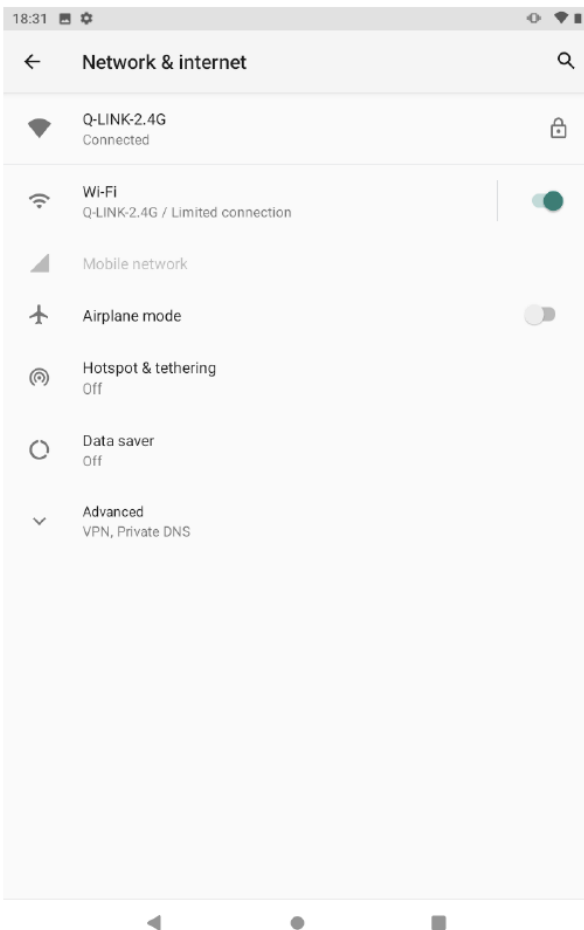 18:31
Network & internet
Q-LINK-2.4G
Connected
Wi-Fi
Q-LINK-2.4G / Limited connection
Mobile network
Airplane mode
Hotspot & tethering
Off
Data saver
Off
Advanced
VPN, Private DNS